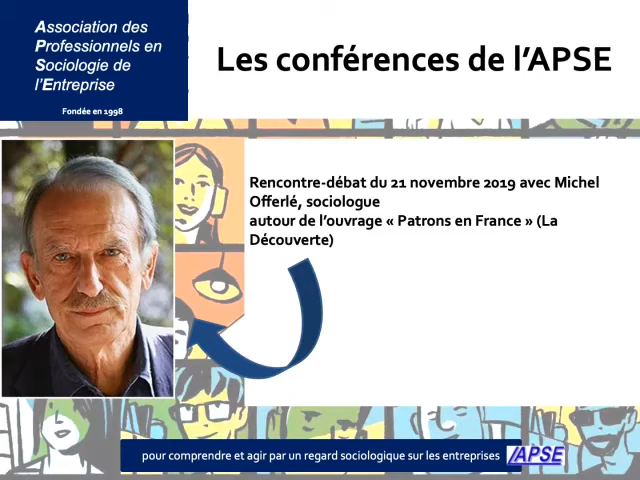 Association des
Professionnels en
Sociologie de
l’Entreprise
Fondée en 1998
Les conférences de l’APSE
Rencontre-débat du 21 novembre 2019 avec Michel
Offerlé, sociologue
autour de l’ouvrage « Patrons en France » (La
Découverte)
pour comprendre et agir par un regard sociologique sur les entreprises
APSE